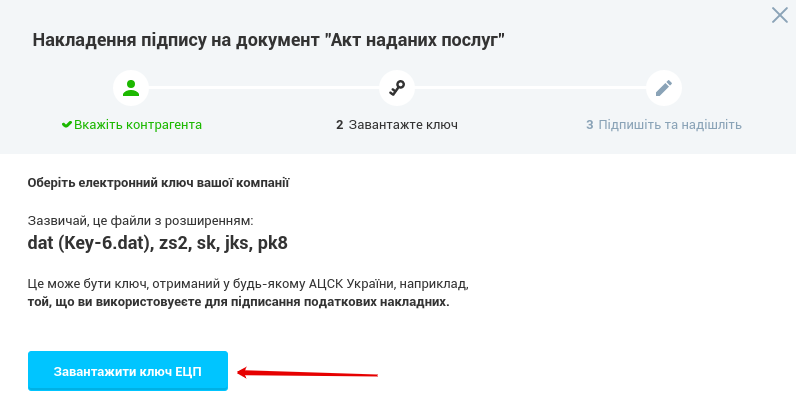 Накладення підпису на документ "Акт наданих послуг"
Вкажіть контрагента
2 Завантажте ключ
3 Підпишіть та надішліть
Оберіть електронний ключ вашої компанії
Зазвичай, це файли з розширенням:
dat (Key-6.dat), zs2, sk, jks, pk8
Це може бути ключ, отриманий у будь-якому АЦСК України, наприклад,
той, що ви використовуєте для підписання податкових накладних.
Завантажити ключ ЕЦП